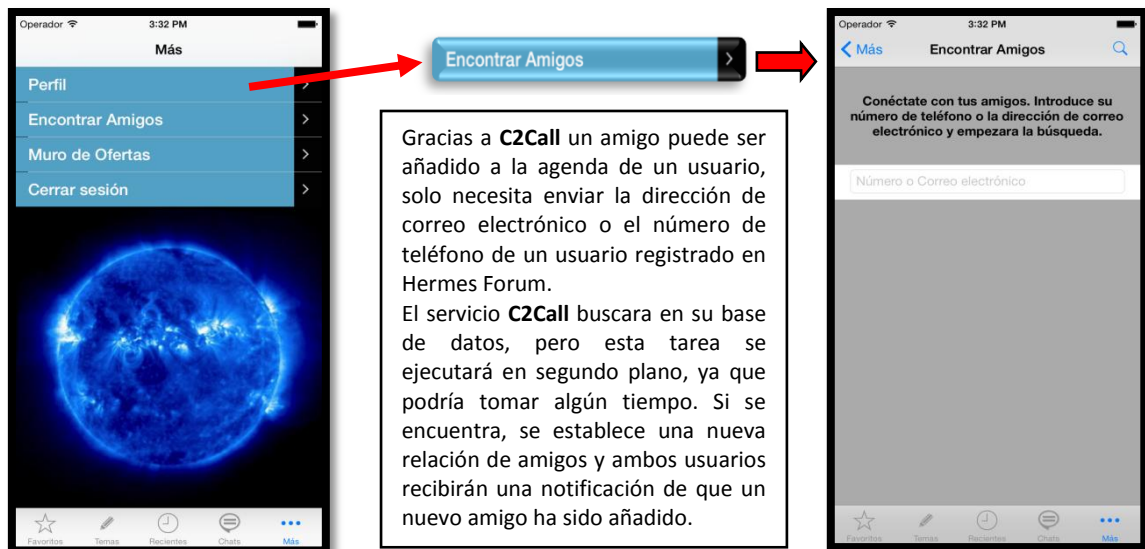 Operador 3:32 PM
Más
Perfil
Encontrar Amigos
Muro de Ofertas
Cerrar sesión
Favoritos Temas Recientes Chats Más
Encontrar Amigos
Gracias a C2Call un amigo puede ser
añadido a la agenda de un usuario,
solo necesita enviar la dirección de
correo electrónico o el número de
teléfono de un usuario registrado en
Hermes Forum.
El servicio C2Call buscara en su base
de datos, pero esta tarea se
ejecutará en segundo plano, ya que
podría tomar algún tiempo. Si se
encuentra, se establece una nueva
relación de amigos y ambos usuarios
recibirán una notificación de que un
nuevo amigo ha sido añadido.
Operador 3:32 PM
Más Encontrar Amigos
Conéctate con tus amigos. Introduce su
número de teléfono o la dirección de correo
electrónico y empezara la búsqueda.
Número o Correo electrónico
Favoritos Temas Recientes Chats Más